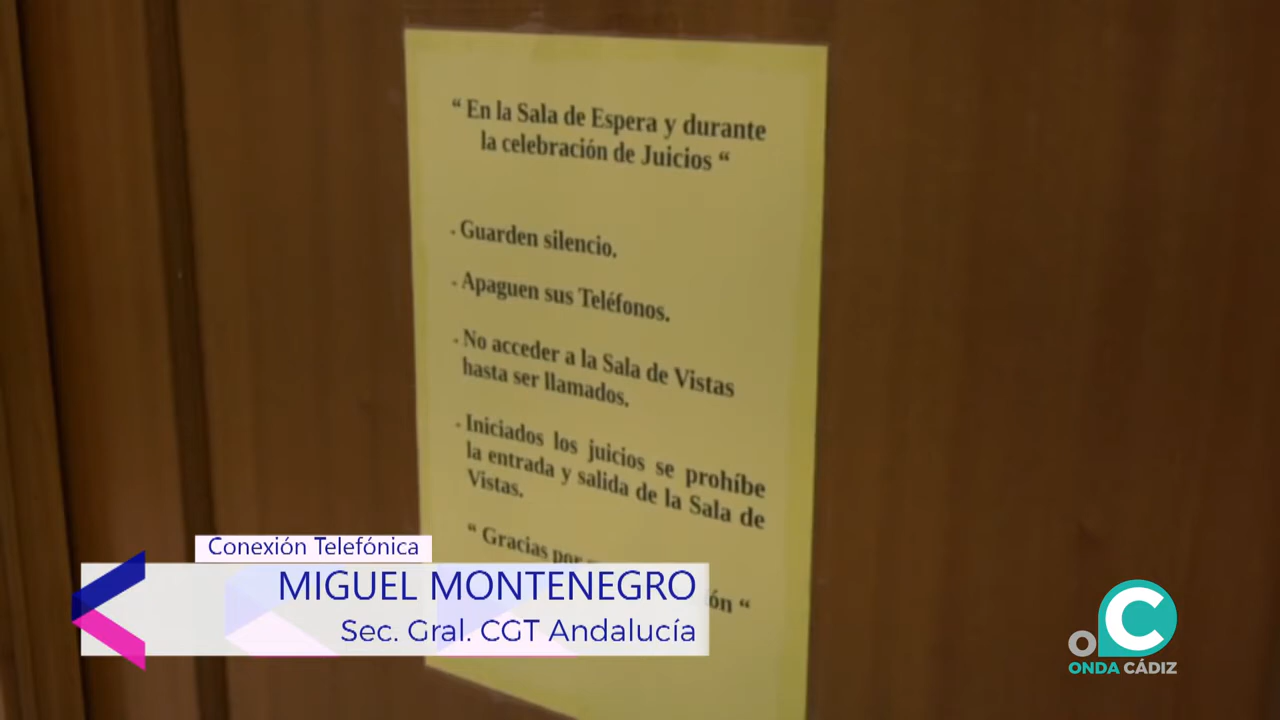 “ En la Sala de Espera y durante
la celebración de Juicios “
- Guarden silencio.
- Apaguen sus Teléfonos.
- No acceder a la Sala de Vistas
hasta ser llamados.
- Iniciados los juicios se prohíbe
la entrada y salida de la Sala de
Vistas.
“ Gracias por
Conexión Telefónica
MIGUEL MONTENEGRO
Sec. Gral. CGT Andalucía
OC
ONDA CÁDIZ